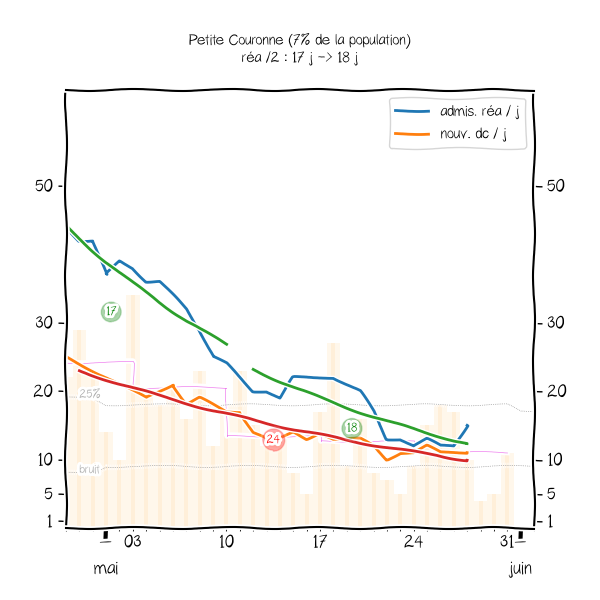 Petite Couronne (7% de la population)
réa /2 : 17 j -> 18 j
admis. réa / j
nouv. dc / j
50 50
17
30 30
25%
20 20
18
24
bruit
10 10
5 5
1 1
03 10 17 24 31
mai juin